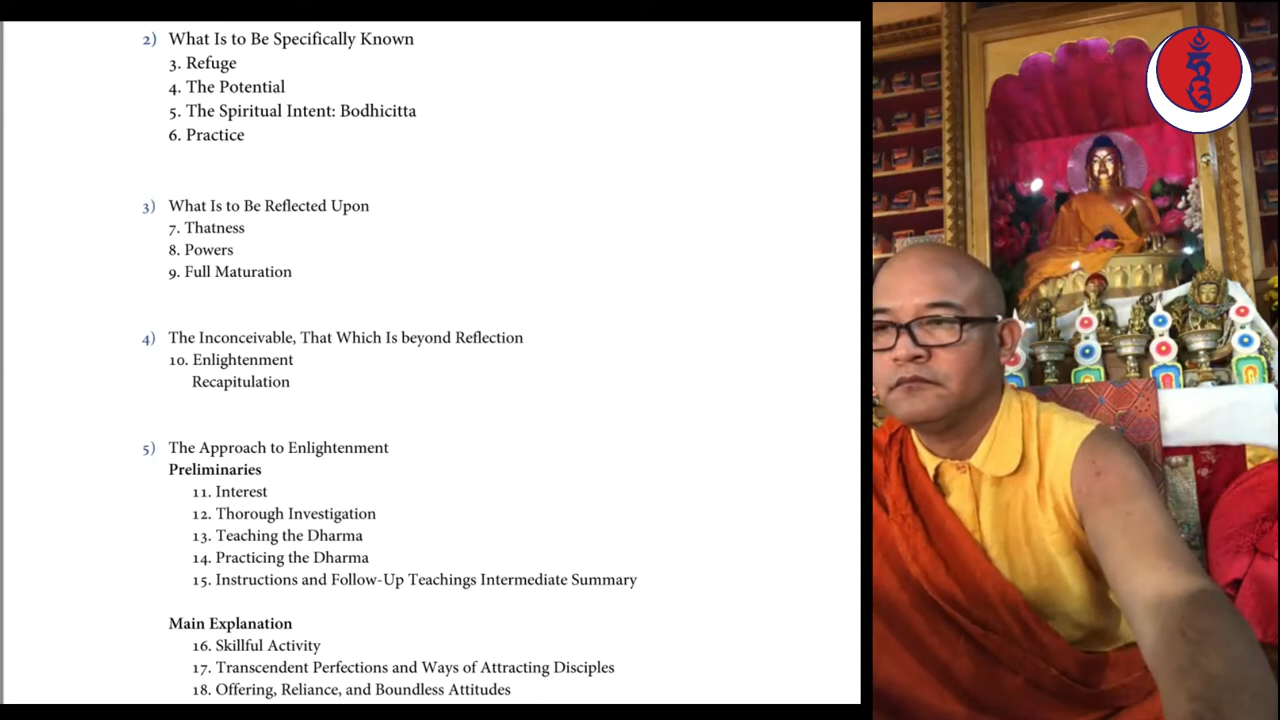 2) What Is to Be Specifically Known
3. Refuge
4. The Potential
5. The Spiritual Intent: Bodhicitta
6. Practice
3) What Is to Be Reflected Upon
7. Thatness
8. Powers
9. Full Maturation
4) The Inconceivable, That Which Is beyond Reflection
10. Enlightenment
Recapitulation
5) The Approach to Enlightenment
Preliminaries
11. Interest
12. Thorough Investigation
13. Teaching the Dharma
14. Practicing the Dharma
15. Instructions and Follow-Up Teachings Intermediate Summary
Main Explanation
16. Skillful Activity
17. Transcendent Perfections and Ways of Attracting Disciples
18. Offering, Reliance, and Boundless Attitudes